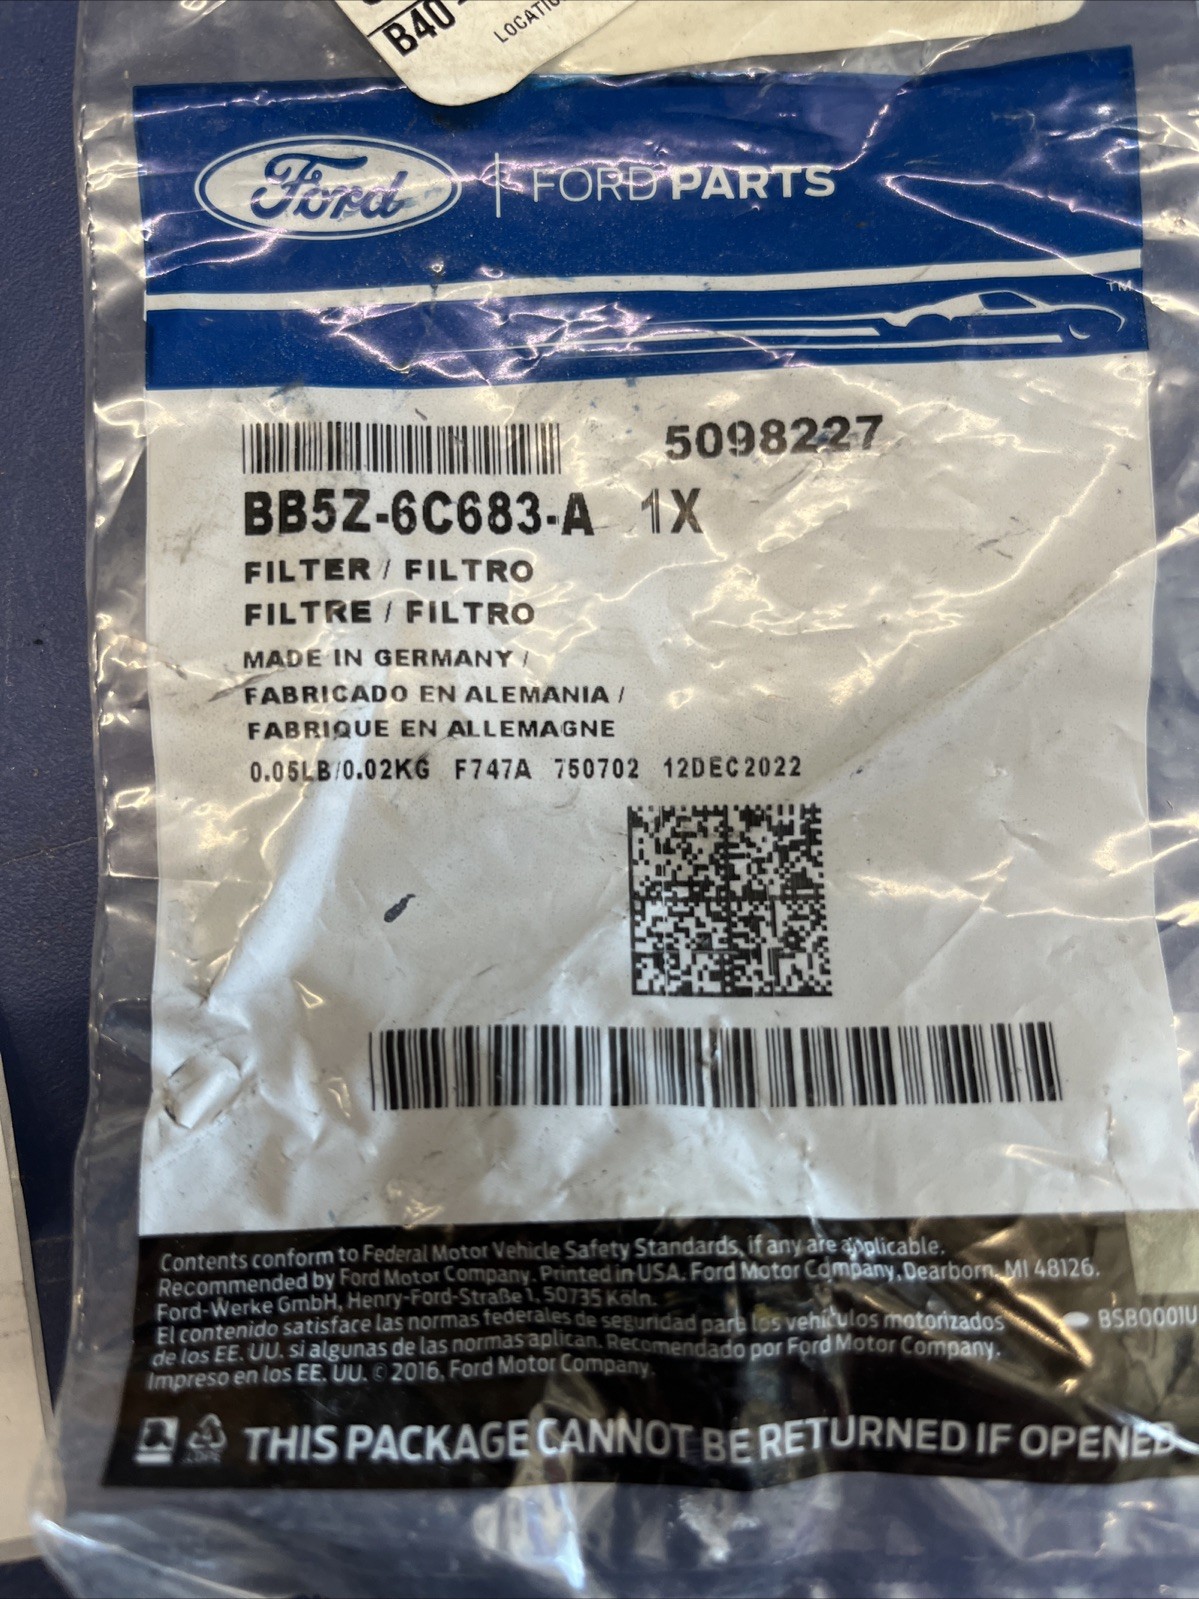 B40
LOCATIO
Ford | FORD PARTS
TM
5098227
BB5Z-6C683-A 1X
FILTER / FILTRO
FILTRE / FILTRO
MADE IN GERMANY /
FABRICADO EN ALEMANIA /
FABRIQUE EN ALLEMAGNE
0.05LB/0.02KG F747A 750702 12DEC2022
Contents conform to Federal Motor Vehicle Safety Standards, if any are applicable.
Recommended by Ford Motor Company. Printed in USA. Ford Motor Company, Dearborn, MI 48126.
Ford-Werke GmbH, Henry-Ford-Straße 1, 50735 Köln.
El contenido satisface las normas federales de seguridad para los vehículos motorizados
de los EE. UU. si algunas de las normas aplican. Recomendado por Ford Motor Company.
Impreso en los EE. UU. © 2016, Ford Motor Company.
BSB0001U
THIS PACKAGE CANNOT BE RETURNED IF OPENED